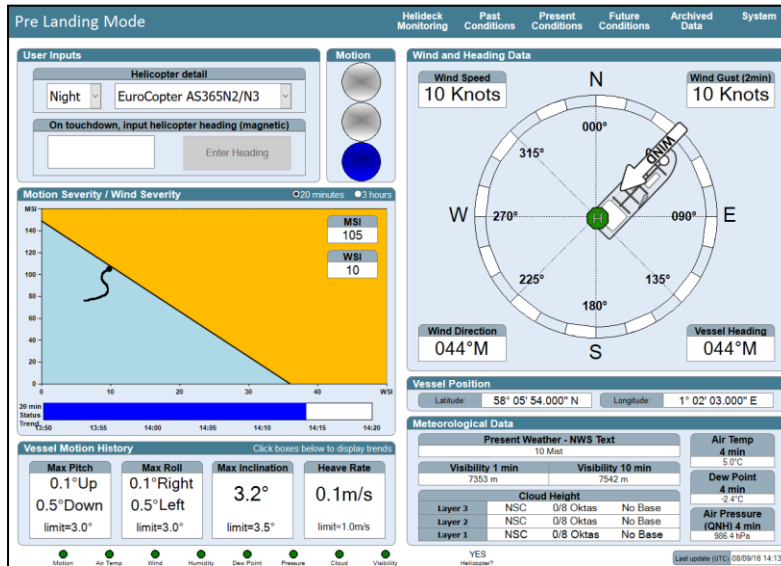 Pre Landing Mode
Helideck Monitoring
Past Conditions
Present Conditions
Future Conditions
Archived Data
System
User Inputs
Helicopter detail
Night
EuroCopter AS365N2/N3
On touchdown, input helicopter heading (magnetic)
Enter Heading
Motion
Motion Severity / Wind Severity
20 minutes
3 hours
MSI
140
120
100
80
60
40
20
0
0
10
20
30
40
WSI
MSI
105
WSI
10
20 min
Status
Trend
13:50
13:55
14:00
14:05
14:10
14:15
14:20
Vessel Motion History
Click boxes below to display trends
Max Pitch
0.1°Up
0.5°Down
limit=3.0°
Max Roll
0.1°Right
0.5°Left
limit=3.0°
Max Inclination
3.2°
limit=3.5°
Heave Rate
0.1m/s
limit=1.0m/s
Wind and Heading Data
Wind Speed
10 Knots
Wind Gust (2min)
10 Knots
N
000°
315°
WIND
W
270°
H
090°
E
225°
135°
180°
S
Wind Direction
044°M
Vessel Heading
044°M
Vessel Position
Latitude:
58° 05' 54.000" N
Longitude:
1° 02' 03.000" E
Meteorological Data
Present Weather - NWS Text
10 Mist
Visibility 1 min
7353 m
Visibility 10 min
7542 m
Cloud Height
Layer 3 NSC 0/8 Oktas No Base
Layer 2 NSC 0/8 Oktas No Base
Layer 1 NSC 0/8 Oktas No Base
Air Temp
4 min
5.0°C
Dew Point
4 min
-2.4°C
Air Pressure
(QNH) 4 min
986.4 hPa
Motion
Air Temp
Wind
Humidity
Dew Point
Pressure
Cloud
Visibility
YES
Helicopter?
Last update (UTC) 08/09/16 14:13